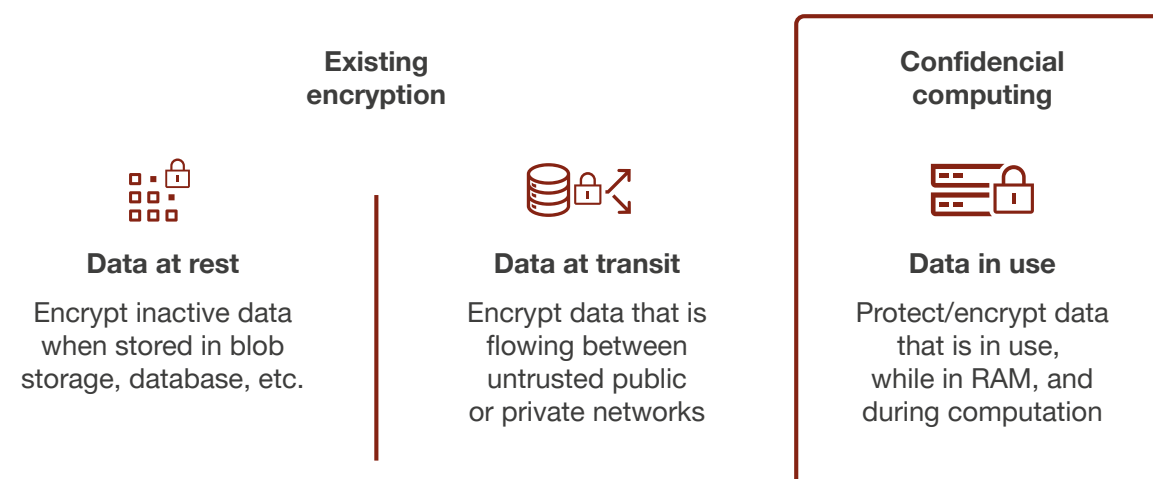 Existing
encryption
Confidencial
computing
Data at rest
Encrypt inactive data
when stored in blob
storage, database, etc.
Data at transit
Encrypt data that is
flowing between
untrusted public
or private networks
Data in use
Protect/encrypt data
that is in use,
while in RAM, and
during computation